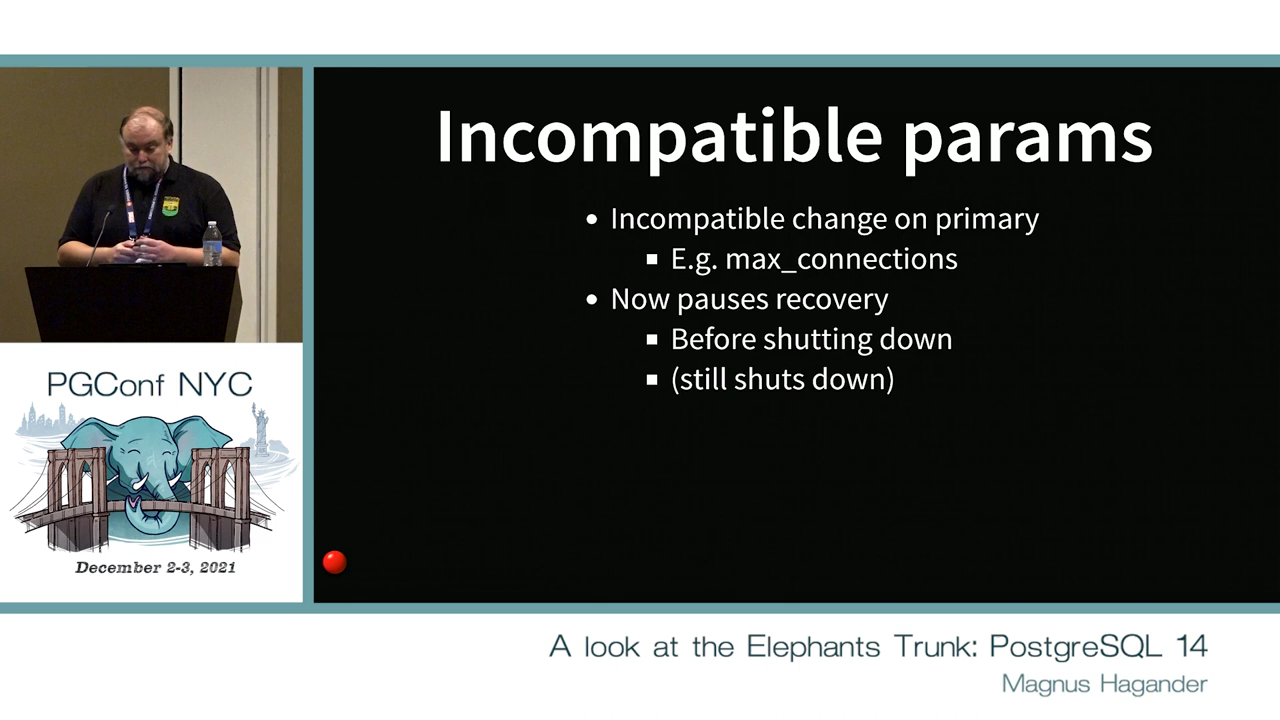 Incompatible params
Incompatible change on primary
E.g. max_connections
Now pauses recovery
Before shutting down
(still shuts down)
PGConf NYC
December 2-3, 2021
A look at the Elephants Trunk: PostgreSQL 14
Magnus Hagander